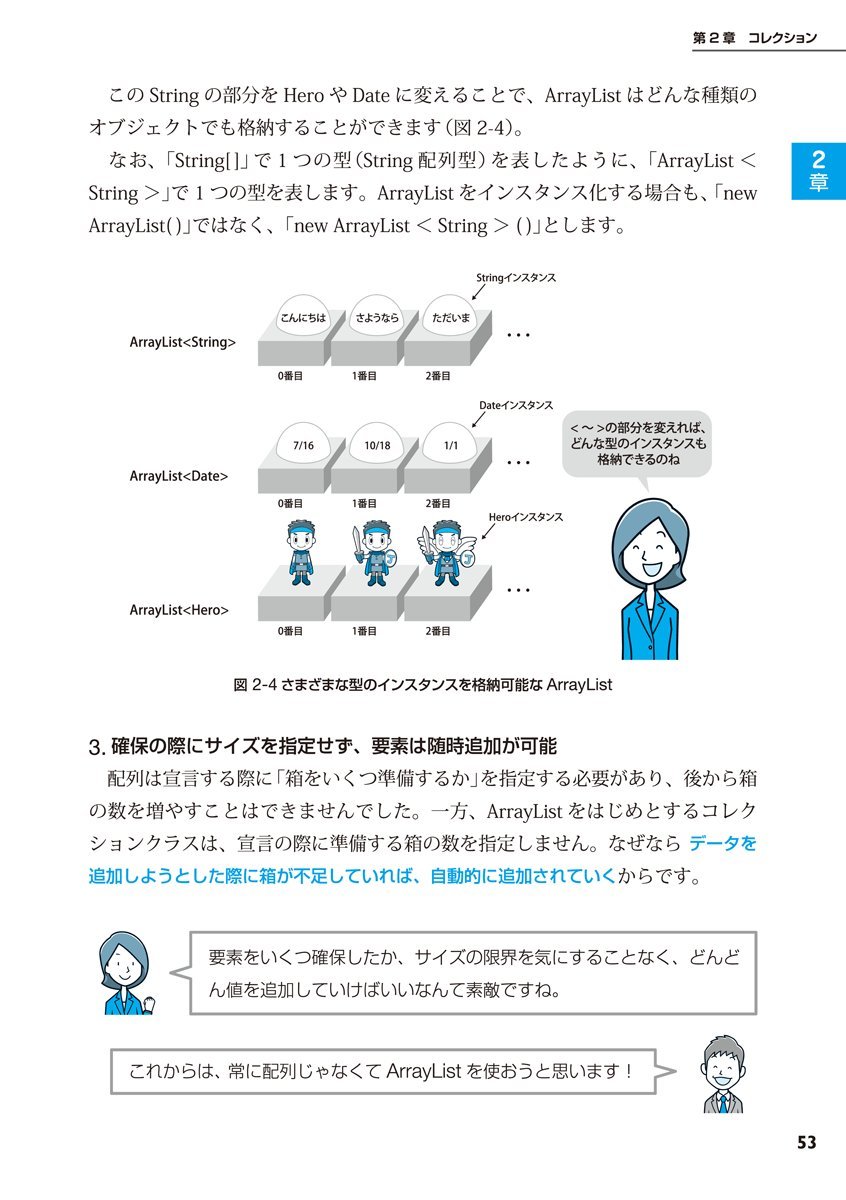 第2章　コレクション
このStringの部分をHeroやDateに変えることで、ArrayListはどんな種類の
オブジェクトでも格納することができます（図2-4）。
なお、「String[]」で1つの型（String配列型）を表したように、「ArrayList＜
String＞」で1つの型を表します。ArrayListをインスタンス化する場合も、「new
ArrayList()」ではなく、「new ArrayList＜String＞()」とします。
2
章
Stringインスタンス
こんにちは
さようなら
ただいま
…
ArrayList<String>
0番目
1番目
2番目
Dateインスタンス
7/16
10/18
1/1
…
ArrayList<Date>
0番目
1番目
2番目
＜～＞の部分を変えれば、
どんな型のインスタンスも
格納できるのね
Heroインスタンス
J
J
…
ArrayList<Hero>
0番目
1番目
2番目
図 2-4 さまざまな型のインスタンスを格納可能な ArrayList
3. 確保の際にサイズを指定せず、要素は随時追加が可能
配列は宣言する際に「箱をいくつ準備するか」を指定する必要があり、後から箱
の数を増やすことはできませんでした。一方、ArrayListをはじめとするコレク
ションクラスは、宣言の際に準備する箱の数を指定しません。なぜなら データを
追加しようとした際に箱が不足していれば、自動的に追加されていくからです。
要素をいくつ確保したか、サイズの限界を気にすることなく、どんど
ん値を追加していけばいいなんて素敵ですね。
これからは、常に配列じゃなくて ArrayList を使おうと思います！
53